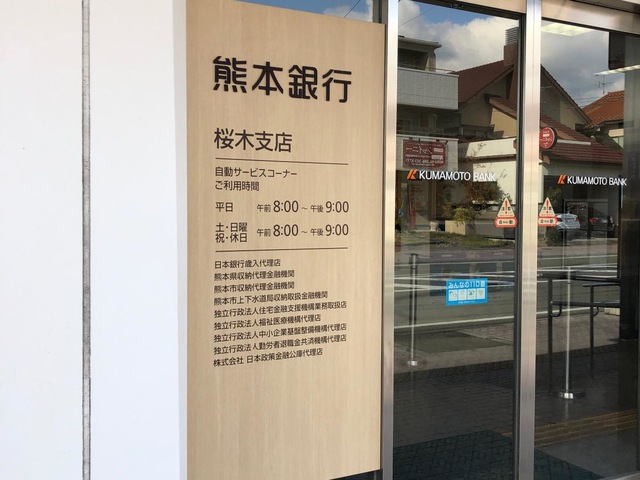 熊本銀行
桜木支店
自動サービスコーナー
ご利用時間
平日 午前8:00～午後9:00
土・日曜
祝・休日 午前8:00～午後9:00
日本銀行歳入代理店
熊本県収納代理金融機関
熊本市収納代理金融機関
熊本市上下水道局収納取扱金融機関
独立行政法人住宅金融支援機構業務取扱店
独立行政法人福祉医療機構代理店
独立行政法人中小企業基盤整備機構代理店
独立行政法人勤労者退職金共済機構代理店
株式会社 日本政策金融公庫代理店
KUMAMOTO BANK
KUMAMOTO BANK
みんなの110番